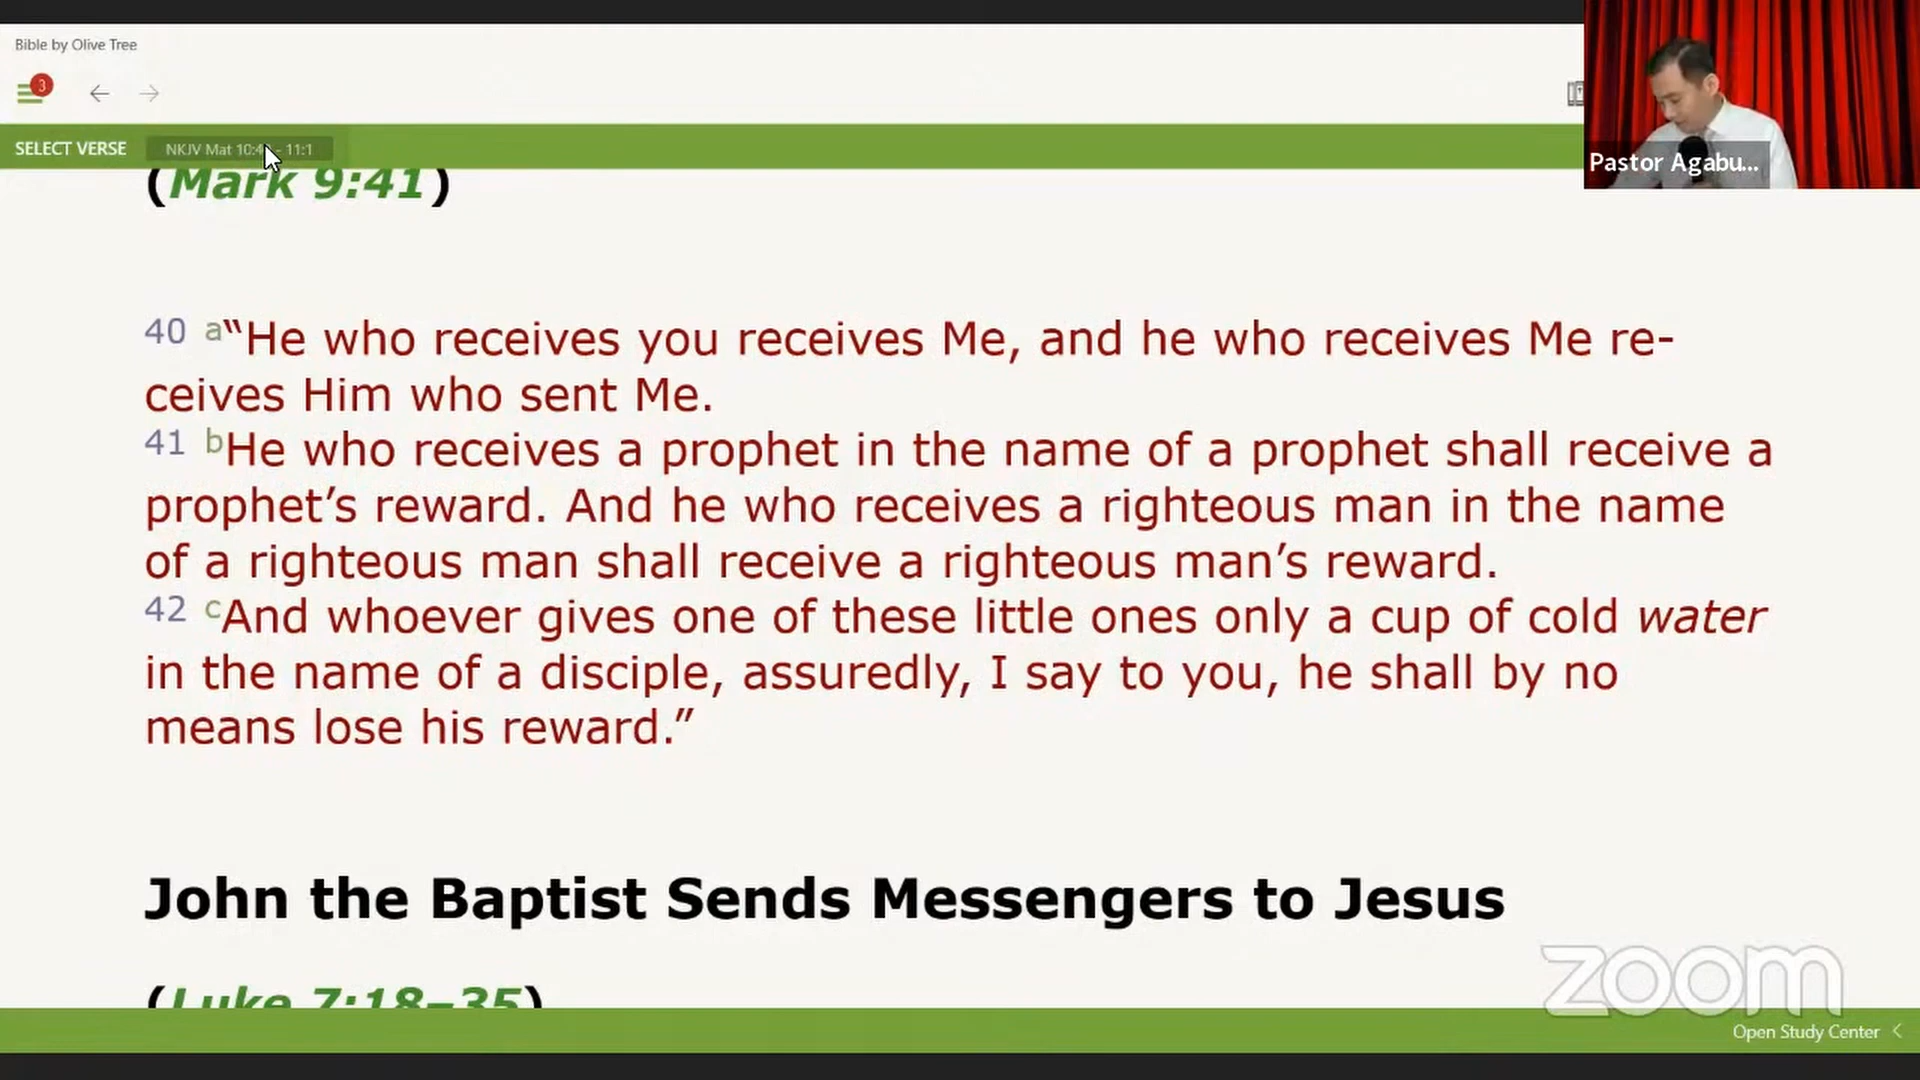 Bible by Olive Tree
3
SELECT VERSE
NKJV Mat 10:4 - 11:1
Pastor Agabu...
(Mark 9:41)
40 a“He who receives you receives Me, and he who receives Me re-
ceives Him who sent Me.
41 bHe who receives a prophet in the name of a prophet shall receive a
prophet’s reward. And he who receives a righteous man in the name
of a righteous man shall receive a righteous man’s reward.
42 cAnd whoever gives one of these little ones only a cup of cold water
in the name of a disciple, assuredly, I say to you, he shall by no
means lose his reward.”
John the Baptist Sends Messengers to Jesus
(Luke 7:18–35)
zoom
Open Study Center